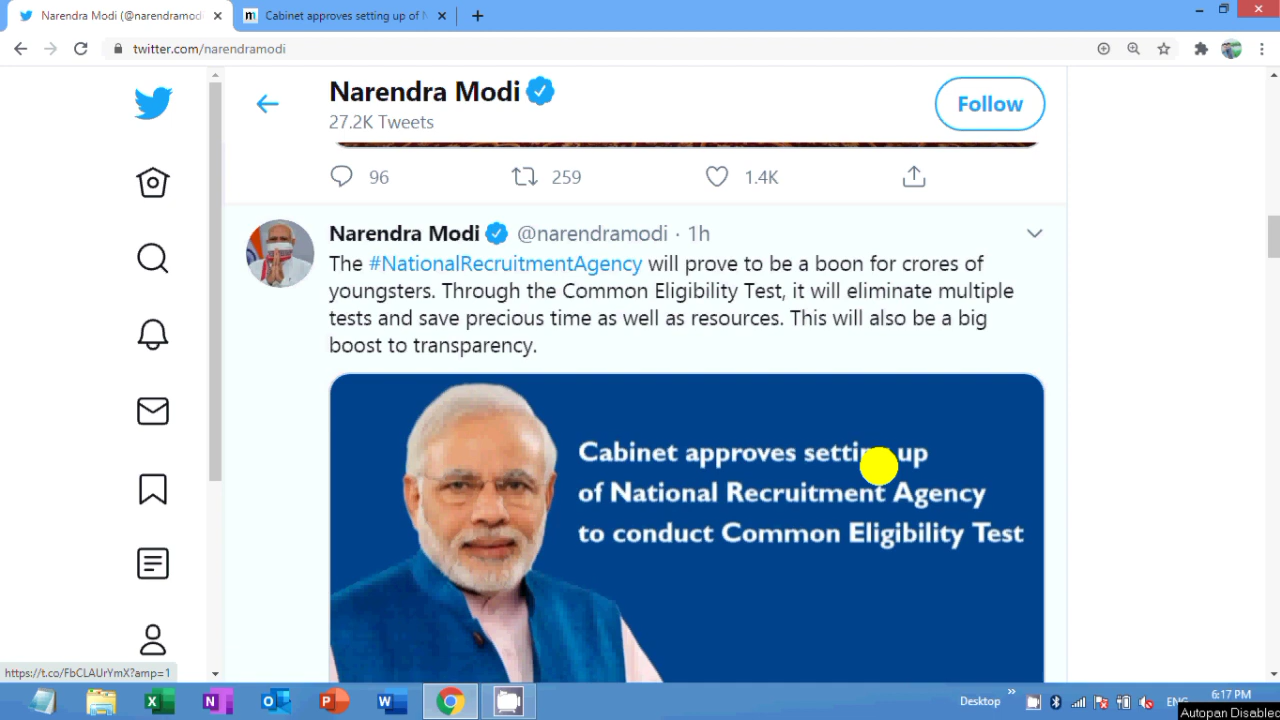 Narendra Modi (@narendramodi
Cabinet approves setting up of N
twitter.com/narendramodi
Narendra Modi
27.2K Tweets
Follow
96
259
1.4K
Narendra Modi @narendramodi · 1h
The #NationalRecruitmentAgency will prove to be a boon for crores of
youngsters. Through the Common Eligibility Test, it will eliminate multiple
tests and save precious time as well as resources. This will also be a big
boost to transparency.
Cabinet approves setting up
of National Recruitment Agency
to conduct Common Eligibility Test
https://t.co/FbCLAUrYmX?amp=1
Desktop
ENG
6:17 PM
Autopan Disabled